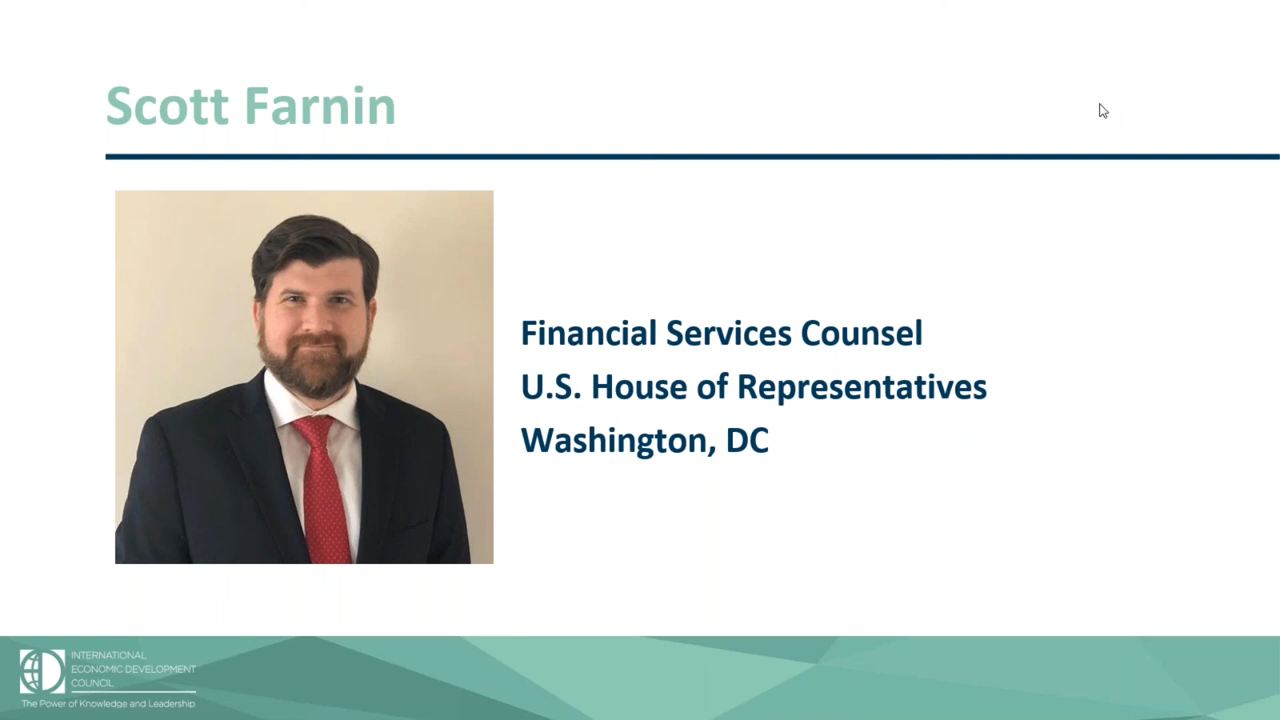 Scott Farnin
Financial Services Counsel
U.S. House of Representatives
Washington, DC
INTERNATIONAL
ECONOMIC DEVELOPMENT
COUNCIL
The Power of Knowledge and Leadership